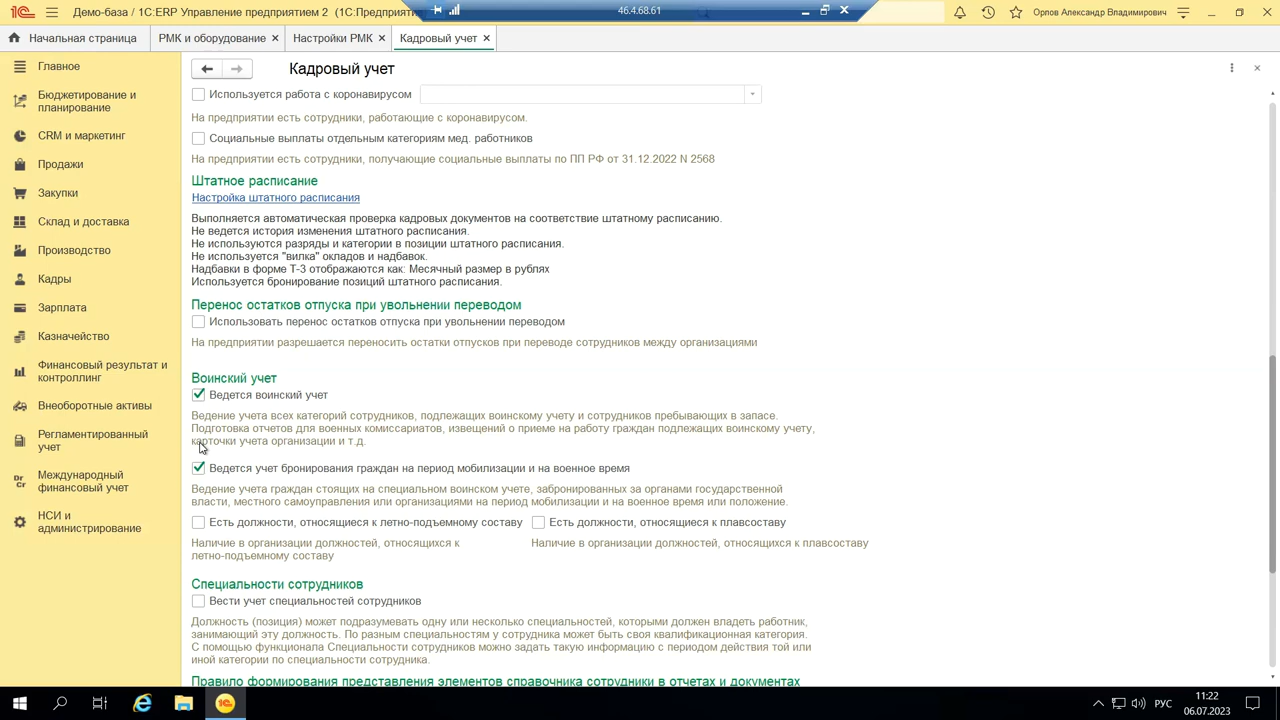 Демо-база / 1С:ERP Управление предприятием 2 (1С:Предприятие
46.4.68.61
Орлов Александр Владимирович
Начальная страница
РМК и оборудование
Настройки РМК
Кадровый учет
Главное
Бюджетирование и
планирование
CRM и маркетинг
Продажи
Закупки
Склад и доставка
Производство
Кадры
Зарплата
Казначейство
Финансовый результат и
контроллинг
Внеоборотные активы
Регламентированный
учет
Международный
финансовый учет
НСИ и
администрирование
Кадровый учет
Используется работа с коронавирусом
На предприятии есть сотрудники, работающие с коронавирусом.
Социальные выплаты отдельным категориям мед. работников
На предприятии есть сотрудники, получающие социальные выплаты по ПП РФ от 31.12.2022 N 2568
Штатное расписание
Настройка штатного расписания
Выполняется автоматическая проверка кадровых документов на соответствие штатному расписанию.
Не ведется история изменения штатного расписания.
Не используются разряды и категории в позиции штатного расписания.
Не используется "вилка" окладов и надбавок.
Надбавки в форме Т-3 отображаются как: Месячный размер в рублях
Используется бронирование позиций штатного расписания.
Перенос остатков отпуска при увольнении переводом
Использовать перенос остатков отпуска при увольнении переводом
На предприятии разрешается переносить остатки отпусков при переводе сотрудников между организациями
Воинский учет
Ведется воинский учет
Ведение учета всех категорий сотрудников, подлежащих воинскому учету и сотрудников пребывающих в запасе.
Подготовка отчетов для военных комиссариатов, извещений о приеме на работу граждан подлежащих воинскому учету,
карточки учета организации и т.д.
Ведется учет бронирования граждан на период мобилизации и на военное время
Ведение учета граждан стоящих на специальном воинском учете, забронированных за органами государственной
власти, местного самоуправления или организациями на период мобилизации и на военное время или положение.
Есть должности, относящиеся к летно-подъемному составу
Есть должности, относящиеся к плавсоставу
Наличие в организации должностей, относящихся к
летно-подъемному составу
Наличие в организации должностей, относящихся к плавсоставу
Специальности сотрудников
Вести учет специальностей сотрудников
Должность (позиция) может подразумевать одну или несколько специальностей, которыми должен владеть работник,
занимающий эту должность. По разным специальностям у сотрудника может быть своя квалификационная категория.
С помощью функционала Специальности сотрудников можно задать такую информацию с периодом действия той или
иной категории по специальности сотрудника.
Правило формирования представления элементов справочника сотрудники в отчетах и документах
РУС
11:22
06.07.2023